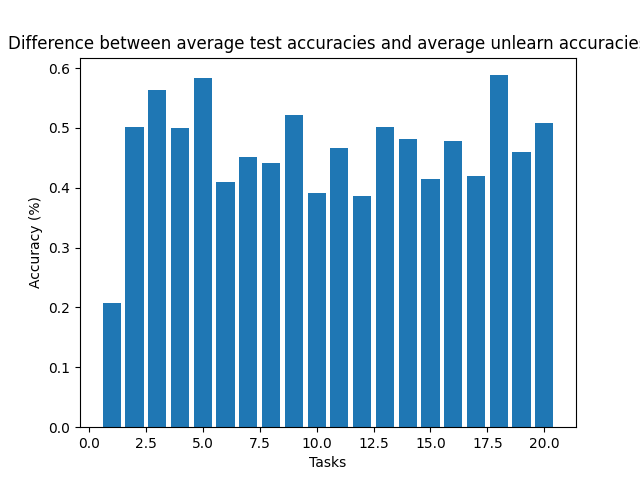 Difference between average test accuracies and average unlearn accuracies
0.6
0.5
0.4
0.3
0.2
0.1
0.0
Accuracy (%)
0.0 2.5 5.0 7.5 10.0 12.5 15.0 17.5 20.0
Tasks